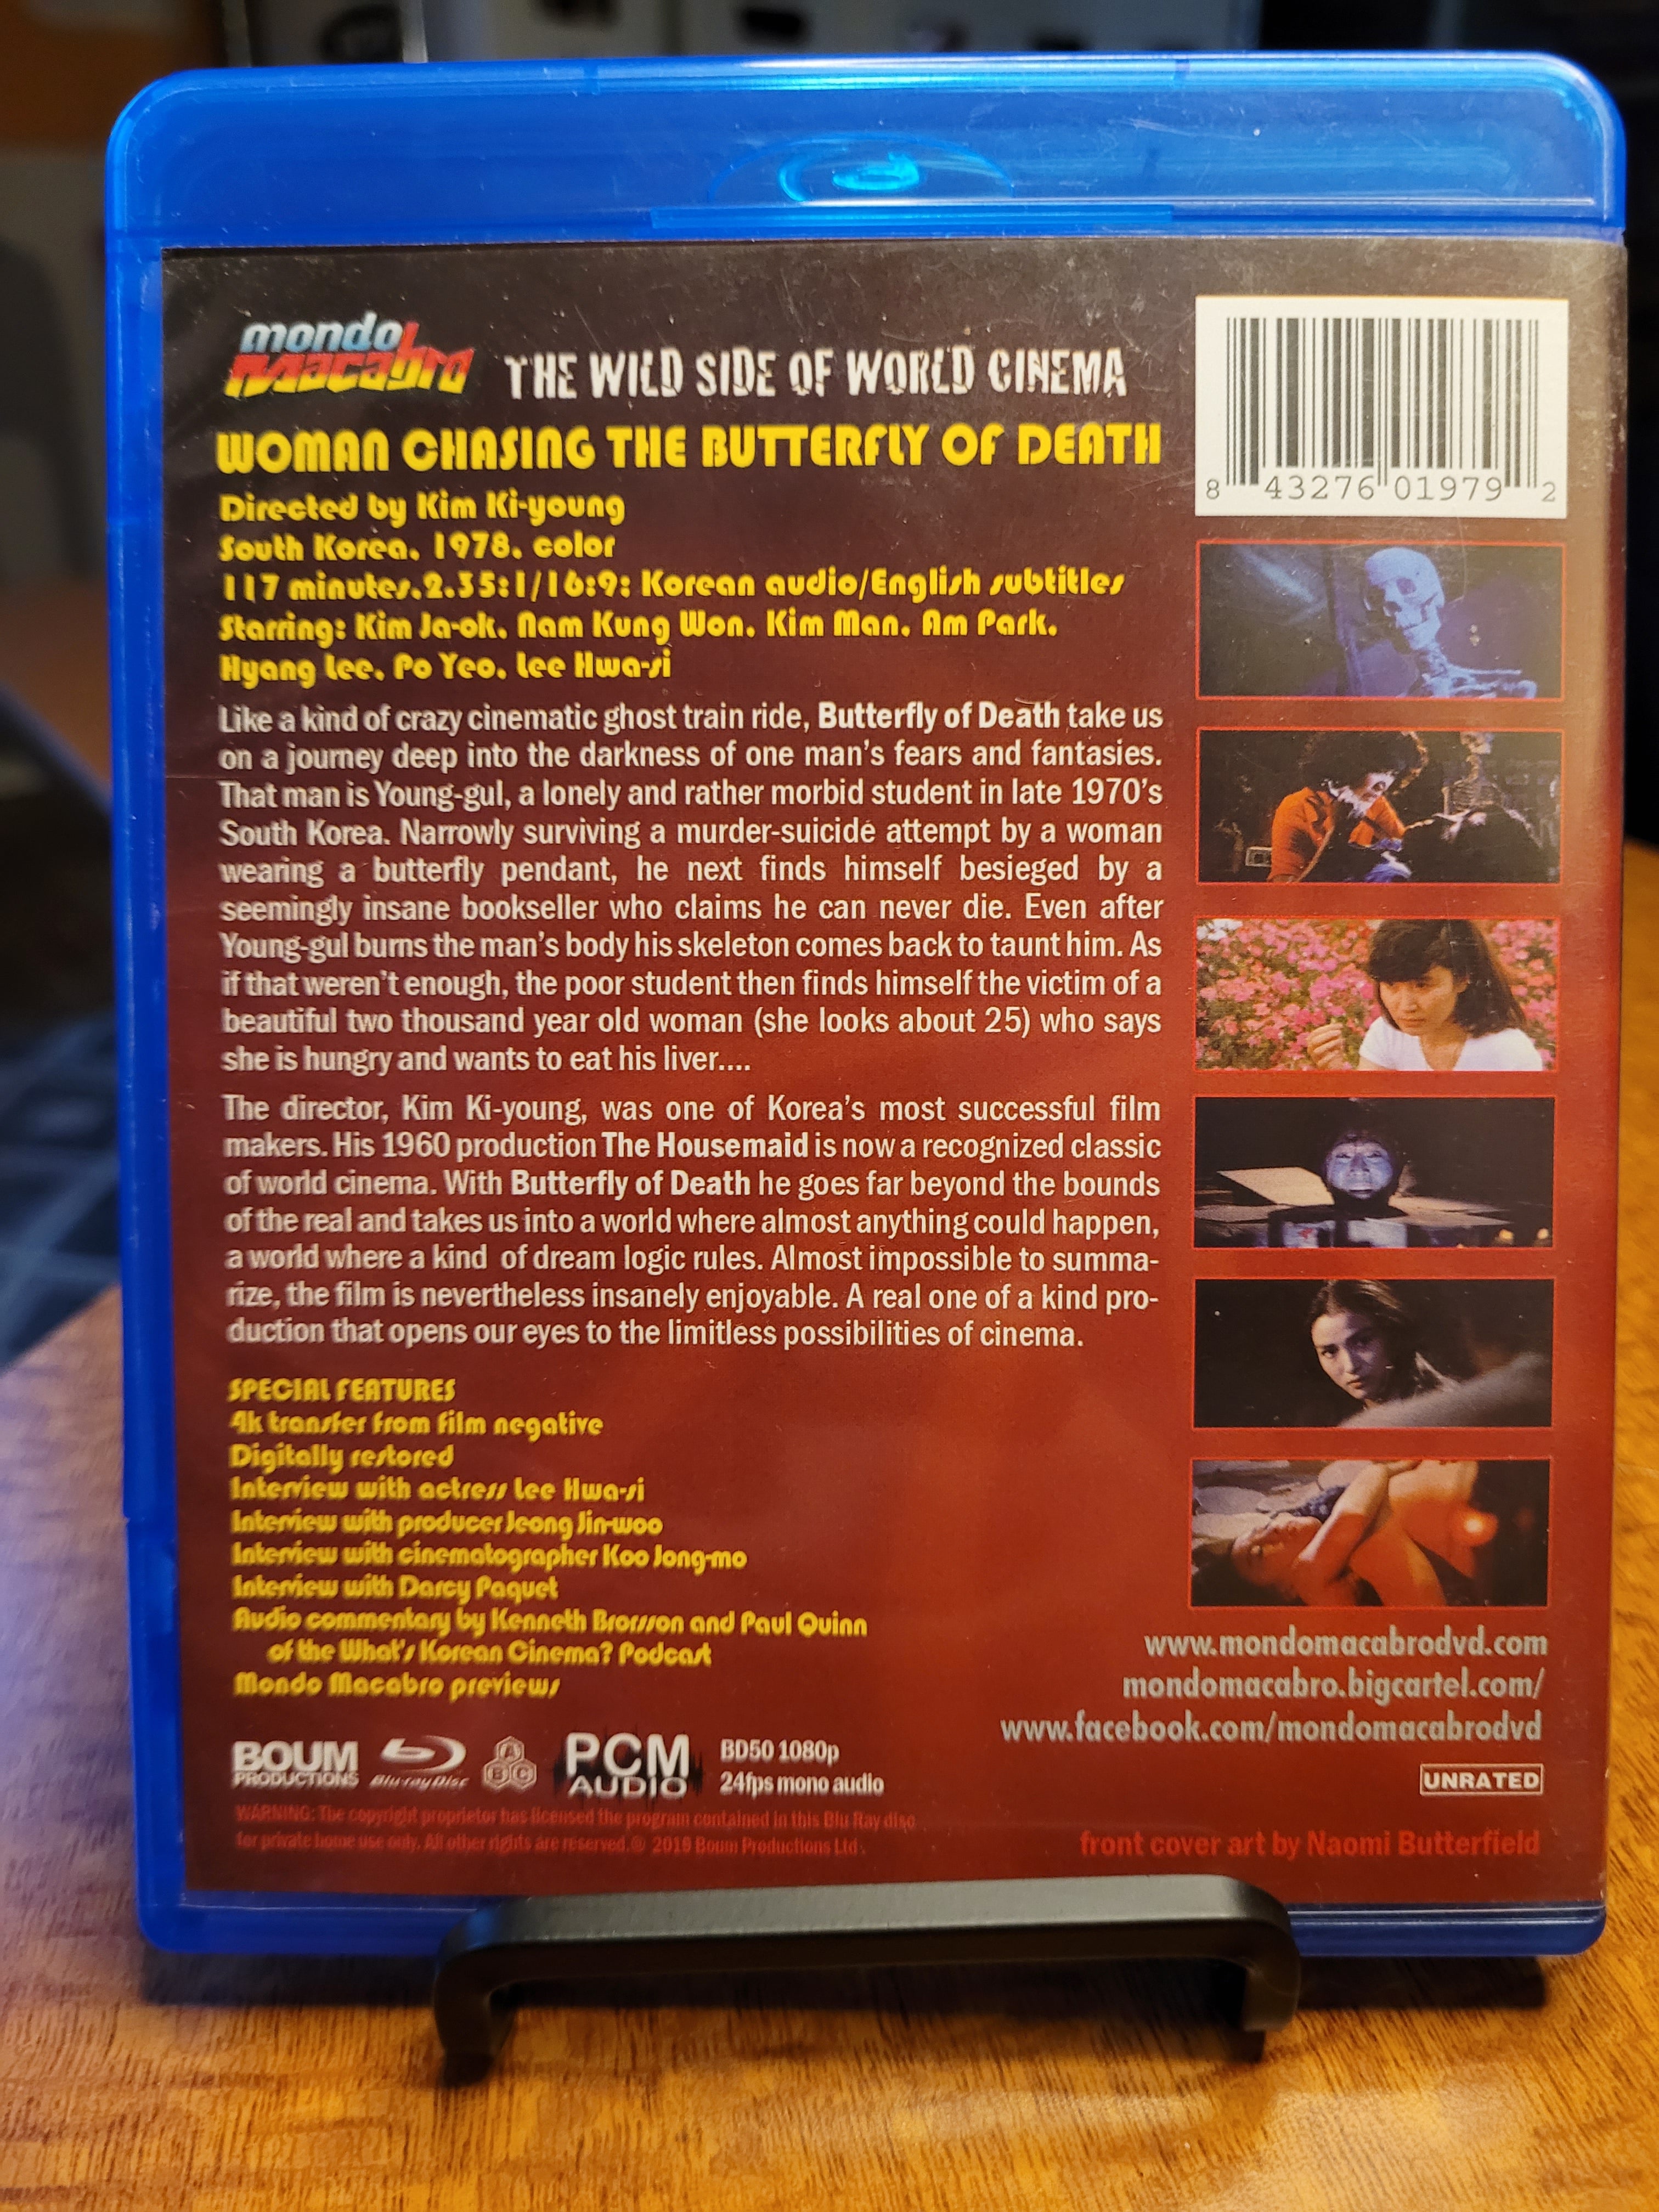 mondo macabro
THE WILD SIDE OF WORLD CINEMA
WOMAN CHASING THE BUTTERFLY OF DEATH
Directed by Kim Ki-young
South Korea, 1978, color
117 minutes,2.35:1/16:9: Korean audio/English subtitles
Starring: Kim Ja-ok, Nam Kung Won, Kim Man, Am Park,
Hyang Lee, Po Yeo, Lee Hwa-si
Like a kind of crazy cinematic ghost train ride, Butterfly of Death take us
on a journey deep into the darkness of one man's fears and fantasies.
That man is Young-gul, a lonely and rather morbid student in late 1970's
South Korea. Narrowly surviving a murder-suicide attempt by a woman
wearing a butterfly pendant, he next finds himself besieged by a
seemingly insane bookseller who claims he can never die. Even after
Young-gul burns the man's body his skeleton comes back to taunt him. As
if that weren't enough, the poor student then finds himself the victim of a
beautiful two thousand year old woman (she looks about 25) who says
she is hungry and wants to eat his liver....
The director, Kim Ki-young, was one of Korea's most successful film
makers. His 1960 production The Housemaid is now a recognized classic
of world cinema. With Butterfly of Death he goes far beyond the bounds
of the real and takes us into a world where almost anything could happen,
a world where a kind of dream logic rules. Almost impossible to summa-
rize, the film is nevertheless insanely enjoyable. A real one of a kind pro-
duction that opens our eyes to the limitless possibilities of cinema.
SPECIAL FEATURES
4k transfer from film negative
Digitally restored
Interview with actress Lee Hwa-si
Interview with producer Jeong Jin-woo
Interview with cinematographer Koo Jong-mo
Interview with Darcy Paquet
Audio commentary by Kenneth Brorsson and Paul Quinn
of the What's Korean Cinema? Podcast
Mondo Macabro previews
8 43276 01979 2
www.mondomacabrodvd.com
mondomacabro.bigcartel.com/
www.facebook.com/mondomacabrodvd
BOUM
PRODUCTIONS
Blu-ray Disc
A
B C
PCM
AUDIO
BD50 1080p
24fps mono audio
UNRATED
WARNING: The copyright proprietor has licensed the program contained in this Blu Ray disc
for private home use only. All other rights are reserved.© 2019 Boum Productions Ltd.
front cover art by Naomi Butterfield